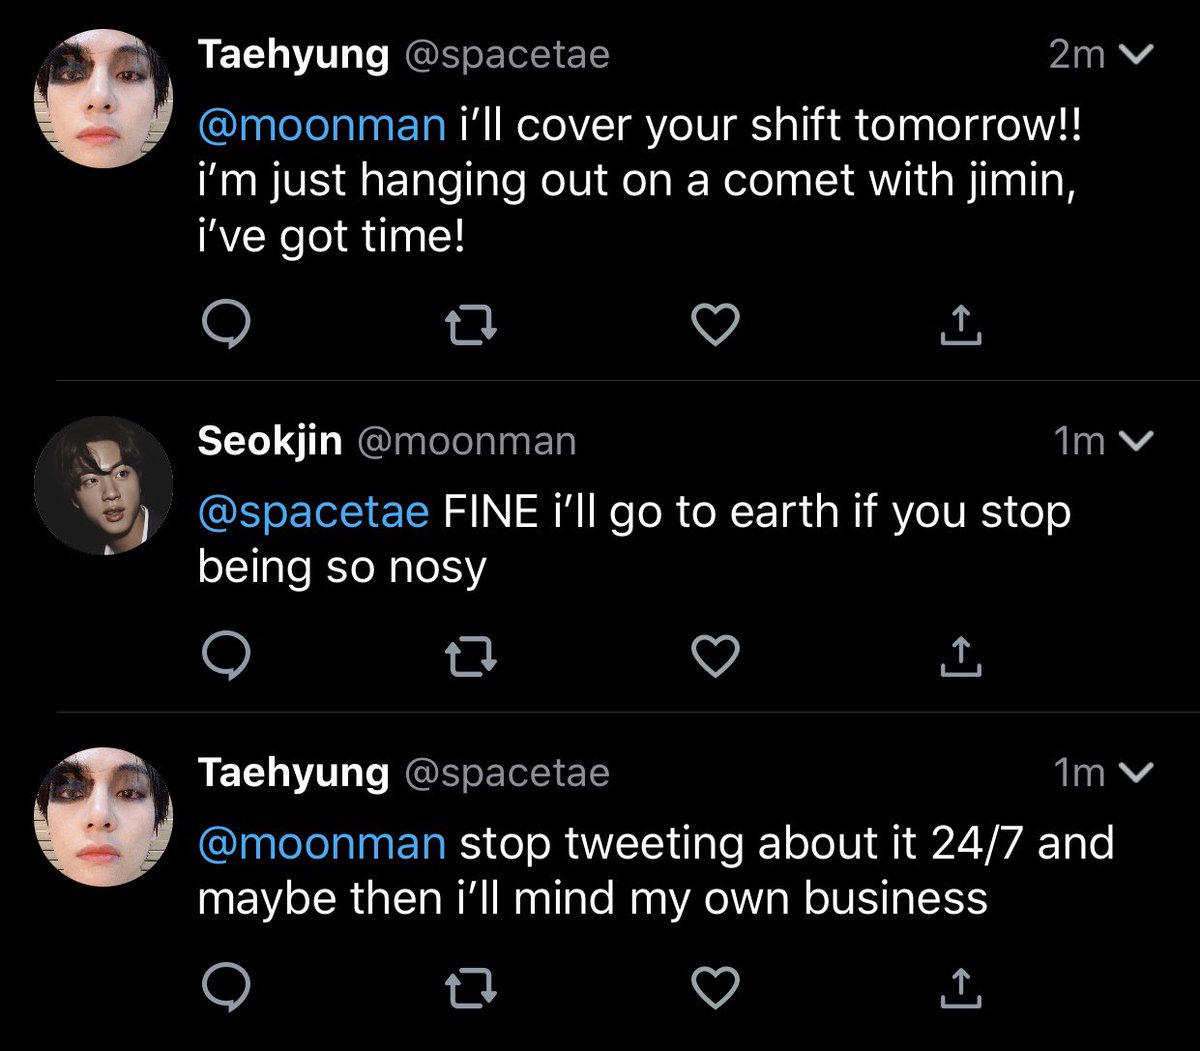 Taehyung @spacetae 2m
@moonman i’ll cover your shift tomorrow!!
i’m just hanging out on a comet with jimin,
i’ve got time!
Seokjin @moonman 1m
@spacetae FINE i’ll go to earth if you stop
being so nosy
Taehyung @spacetae 1m
@moonman stop tweeting about it 24/7 and
maybe then i’ll mind my own business